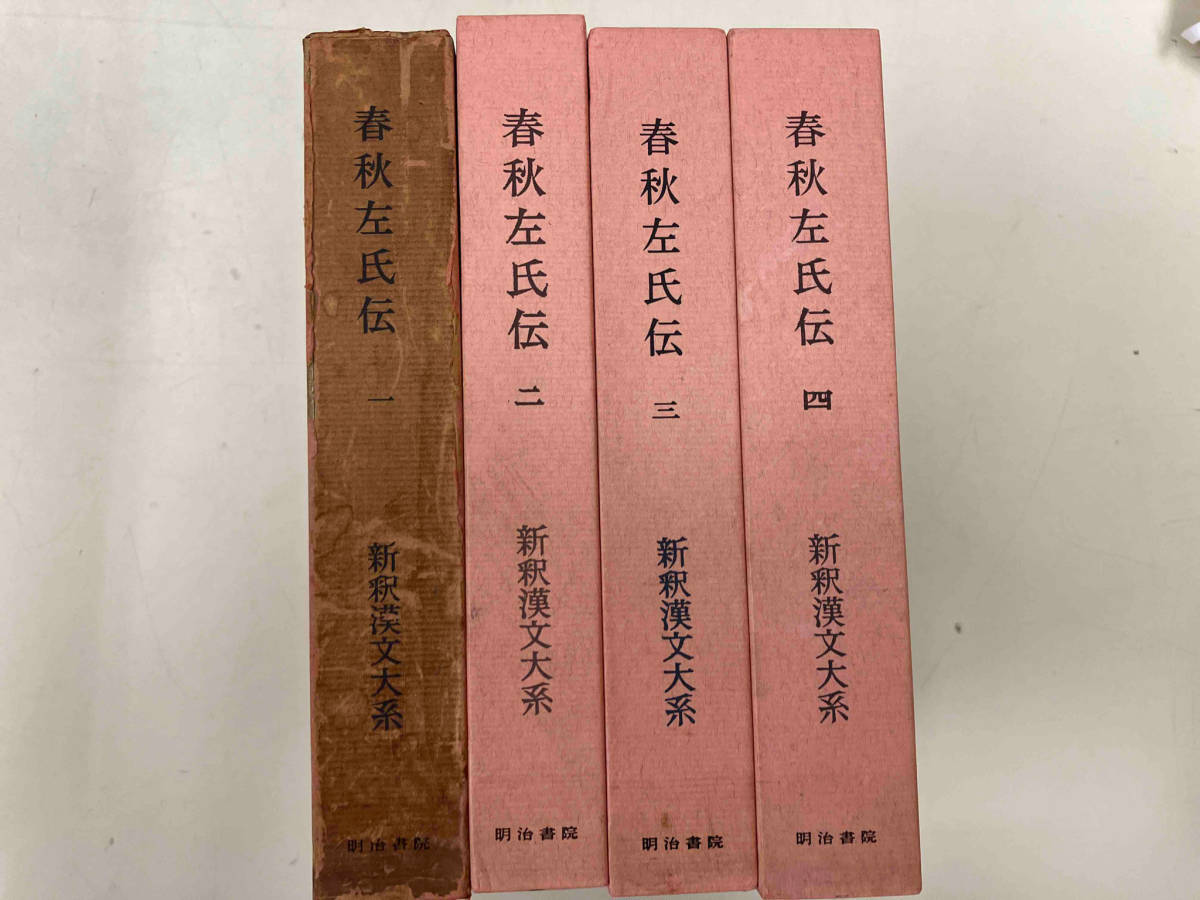 春秋左氏伝 一
新釈漢文大系
明治書院
春秋左氏伝 二
新釈漢文大系
明治書院
春秋左氏伝 三
新釈漢文大系
明治書院
春秋左氏伝 四
新釈漢文大系
明治書院